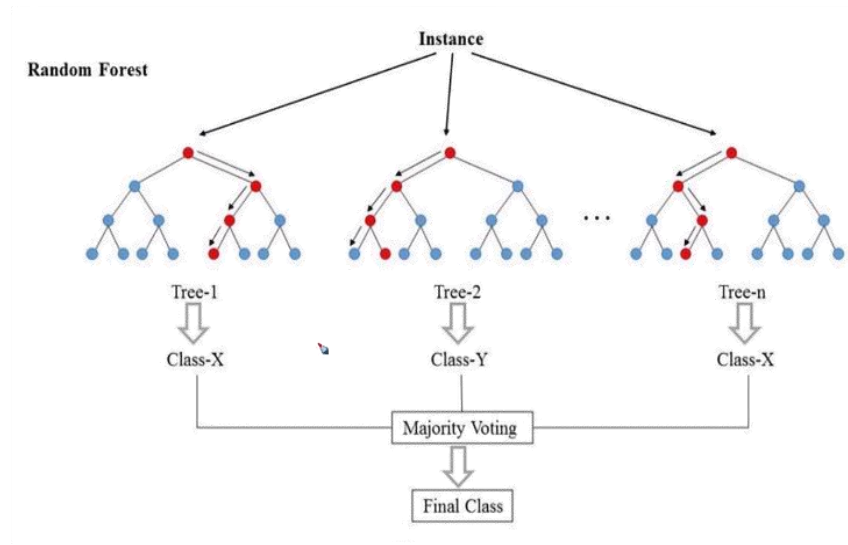 Instance
Random Forest
...
Tree-1
Tree-2
Tree-n
Class-X
Class-Y
Class-X
Majority Voting
Final Class